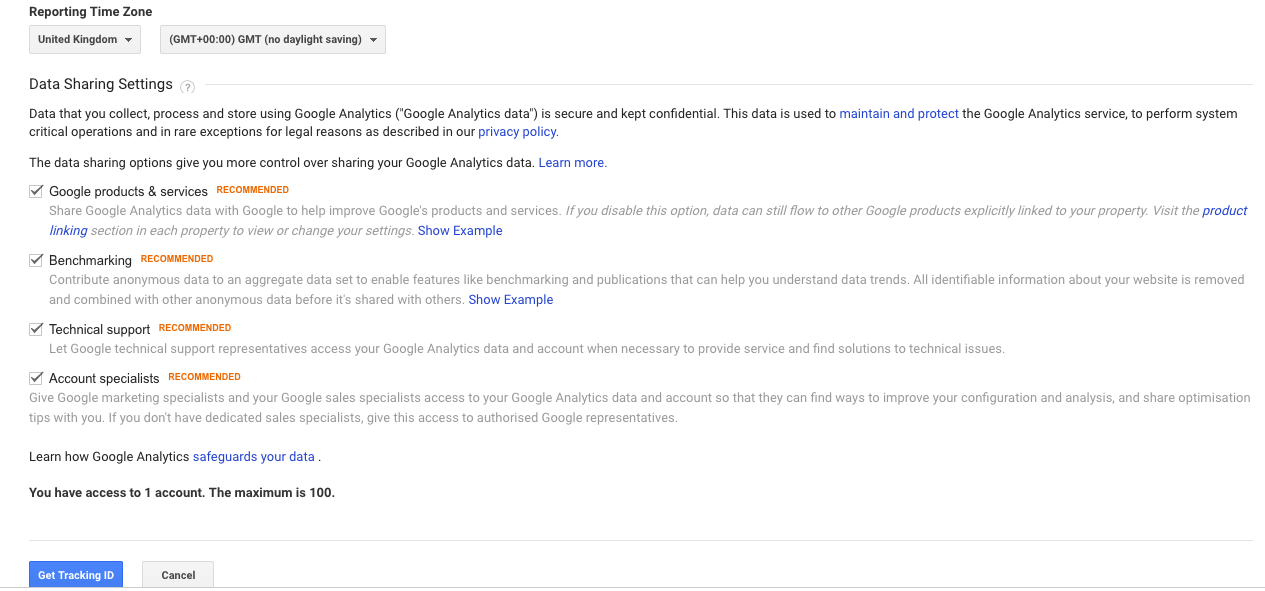 Reporting Time Zone
United Kingdom (GMT+00:00) GMT (no daylight saving)
Data Sharing Settings ?
Data that you collect, process and store using Google Analytics ("Google Analytics data") is secure and kept confidential. This data is used to maintain and protect the Google Analytics service, to perform system
critical operations and in rare exceptions for legal reasons as described in our privacy policy.
The data sharing options give you more control over sharing your Google Analytics data. Learn more.
Google products & services RECOMMENDED
Share Google Analytics data with Google to help improve Google's products and services. If you disable this option, data can still flow to other Google products explicitly linked to your property. Visit the product
linking section in each property to view or change your settings. Show Example
Benchmarking RECOMMENDED
Contribute anonymous data to an aggregate data set to enable features like benchmarking and publications that can help you understand data trends. All identifiable information about your website is removed
and combined with other anonymous data before it's shared with others. Show Example
Technical support RECOMMENDED
Let Google technical support representatives access your Google Analytics data and account when necessary to provide service and find solutions to technical issues.
Account specialists RECOMMENDED
Give Google marketing specialists and your Google sales specialists access to your Google Analytics data and account so that they can find ways to improve your configuration and analysis, and share optimisation
tips with you. If you don't have dedicated sales specialists, give this access to authorised Google representatives.
Learn how Google Analytics safeguards your data .
You have access to 1 account. The maximum is 100.
Get Tracking ID Cancel